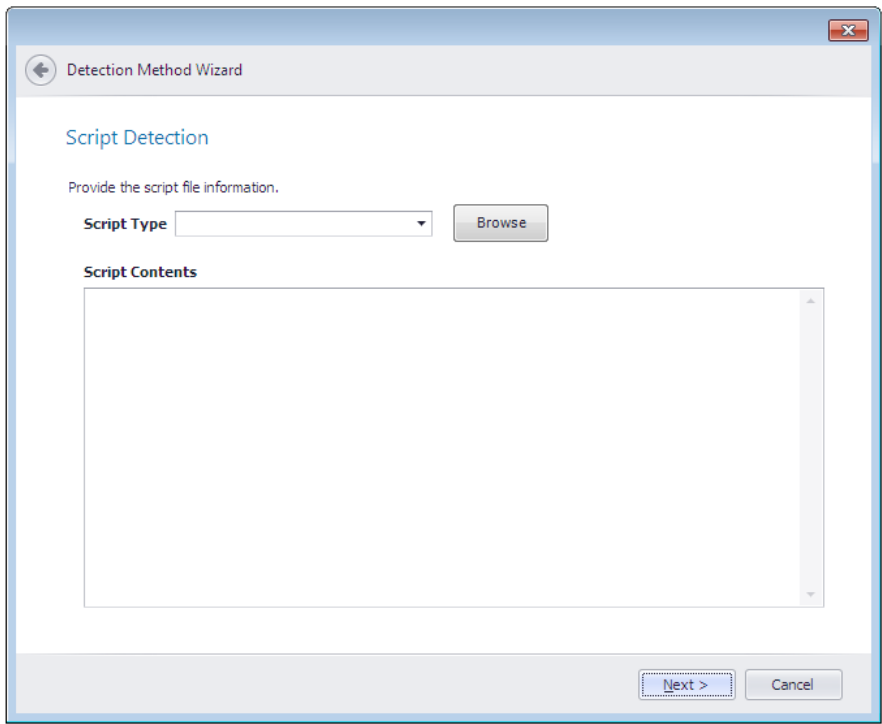 Detection Method Wizard
Script Detection
Provide the script file information.
Script Type
Browse
Script Contents
Next >
Cancel